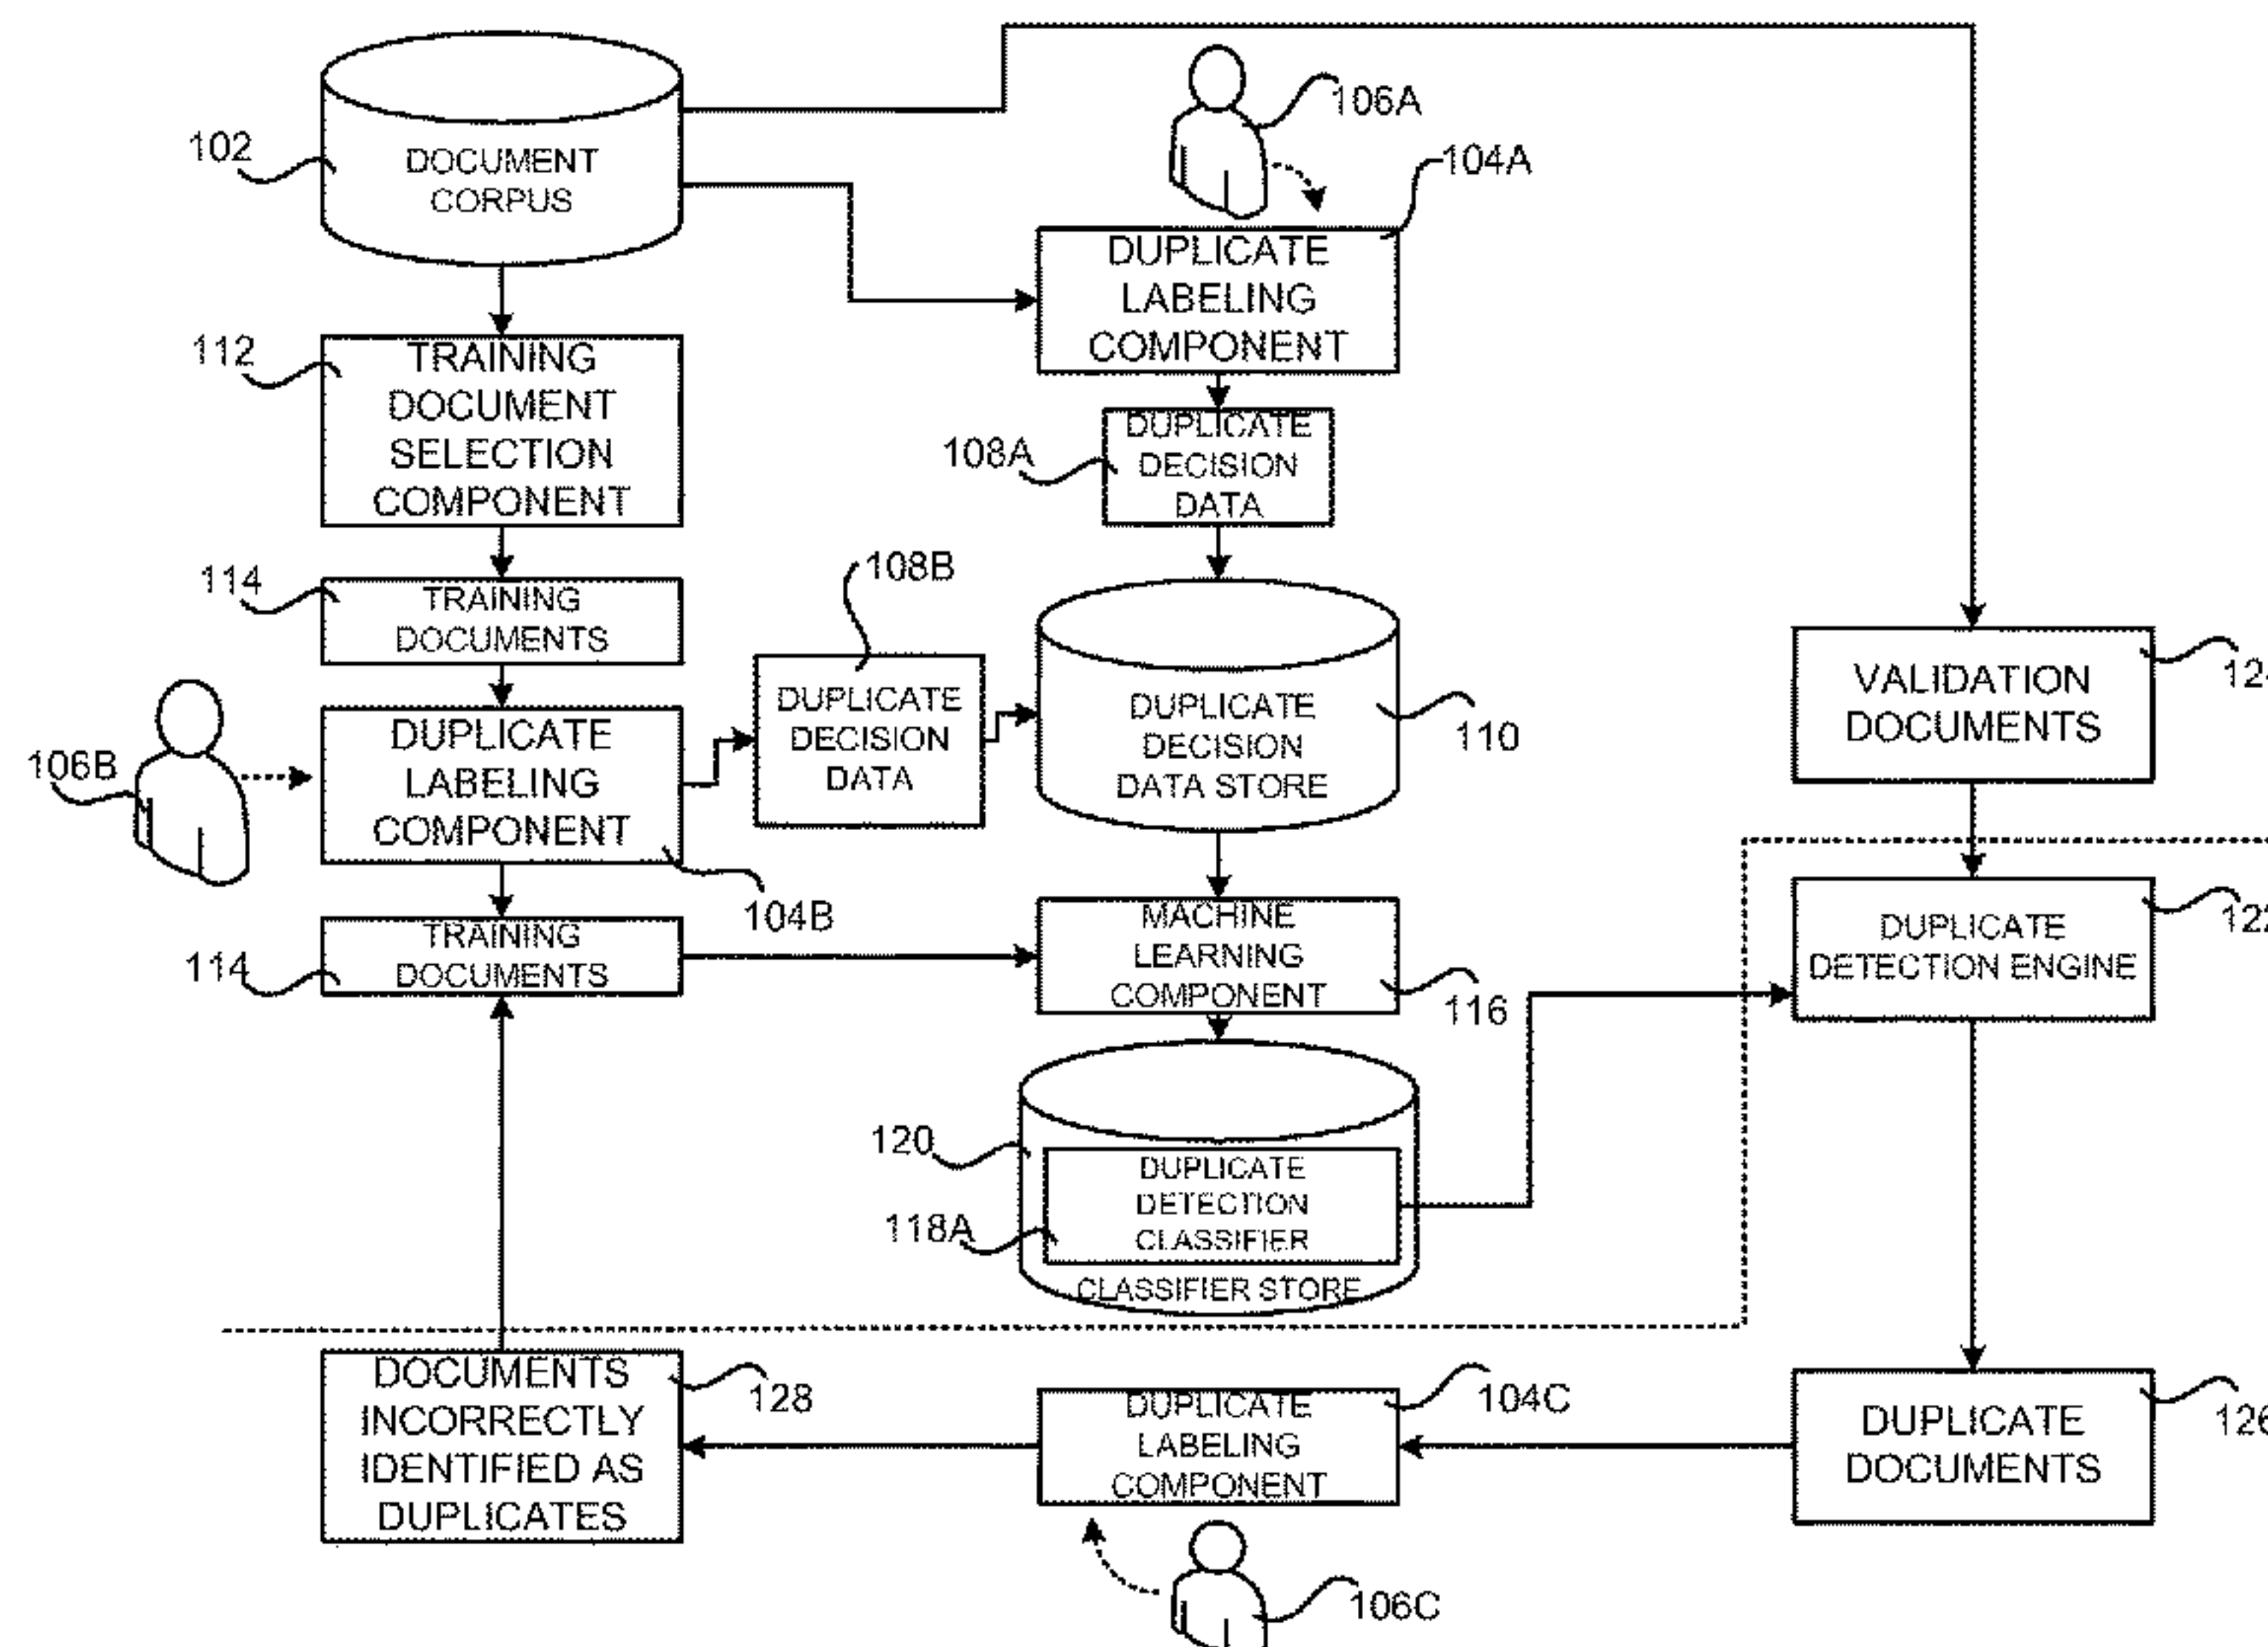 102
DOCUMENT
CORPUS
106A
104A
DUPLICATE
LABELING
COMPONENT
112
TRAINING
DOCUMENT
SELECTION
COMPONENT
108A
DUPLICATE
DECISION
DATA
114
TRAINING
DOCUMENTS
108B
DUPLICATE
DECISION
DATA
DUPLICATE
DECISION
DATA STORE
110
VALIDATION
DOCUMENTS
106B
DUPLICATE
LABELING
COMPONENT
104B
114
TRAINING
DOCUMENTS
MACHINE
LEARNING
COMPONENT
116
DUPLICATE
DETECTION ENGINE
120
118A
DUPLICATE
DETECTION
CLASSIFIER
CLASSIFIER STORE
DOCUMENTS
INCORRECTLY
IDENTIFIED AS
DUPLICATES
128
DUPLICATE
LABELING
COMPONENT
104C
DUPLICATE
DOCUMENTS
106C